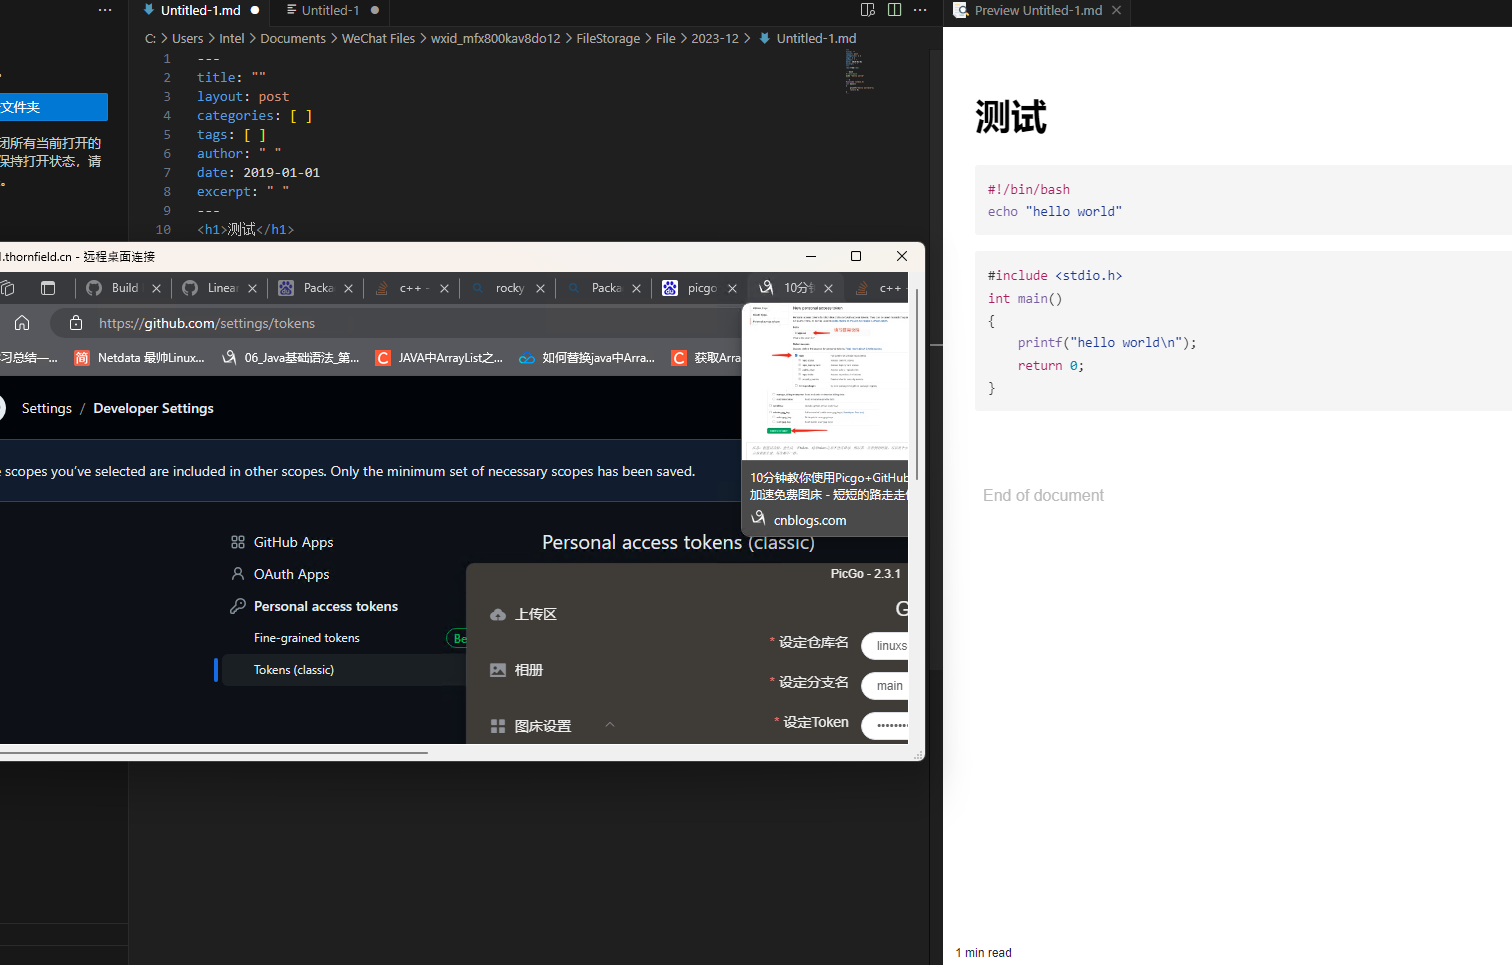 Untitled-1.md
Untitled-1
Preview Untitled-1.md
C: > Users > Intel > Documents > WeChat Files > wxid_mfx800kav8do12 > FileStorage > File > 2023-12 > Untitled-1.md
文件夹
闭所有当前打开的
保持打开状态，请
。
1 ---
2 title: ""
3 layout: post
4 categories: [ ]
5 tags: [ ]
6 author: " "
7 date: 2019-01-01
8 excerpt: " "
9 ---
10 <h1>测试</h1>
测试
#!/bin/bash
echo "hello world"
#include <stdio.h>
int main()
{
printf("hello world\n");
return 0;
}
End of document
1 min read
.thornfield.cn - 远程桌面连接
Build
Linear
Packa
c++ -
rocky
Packa
picgo
10分钟
c++
https://github.com/settings/tokens
习总结—...
简 Netdata 最帅Linux...
06_Java基础语法_第...
C JAVA中ArrayList之...
如何替换java中Arra...
C 获取Arra
Settings / Developer Settings
scopes you've selected are included in other scopes. Only the minimum set of necessary scopes has been saved.
10分钟教你使用Picgo+GitHub
加速免费图床 - 短短的路走走
cnblogs.com
GitHub Apps
OAuth Apps
Personal access tokens
Fine-grained tokens
Be
Tokens (classic)
Personal access tokens (classic)
PicGo - 2.3.1
上传区
相册
图床设置
G
* 设定仓库名
linuxs
* 设定分支名
main
* 设定Token